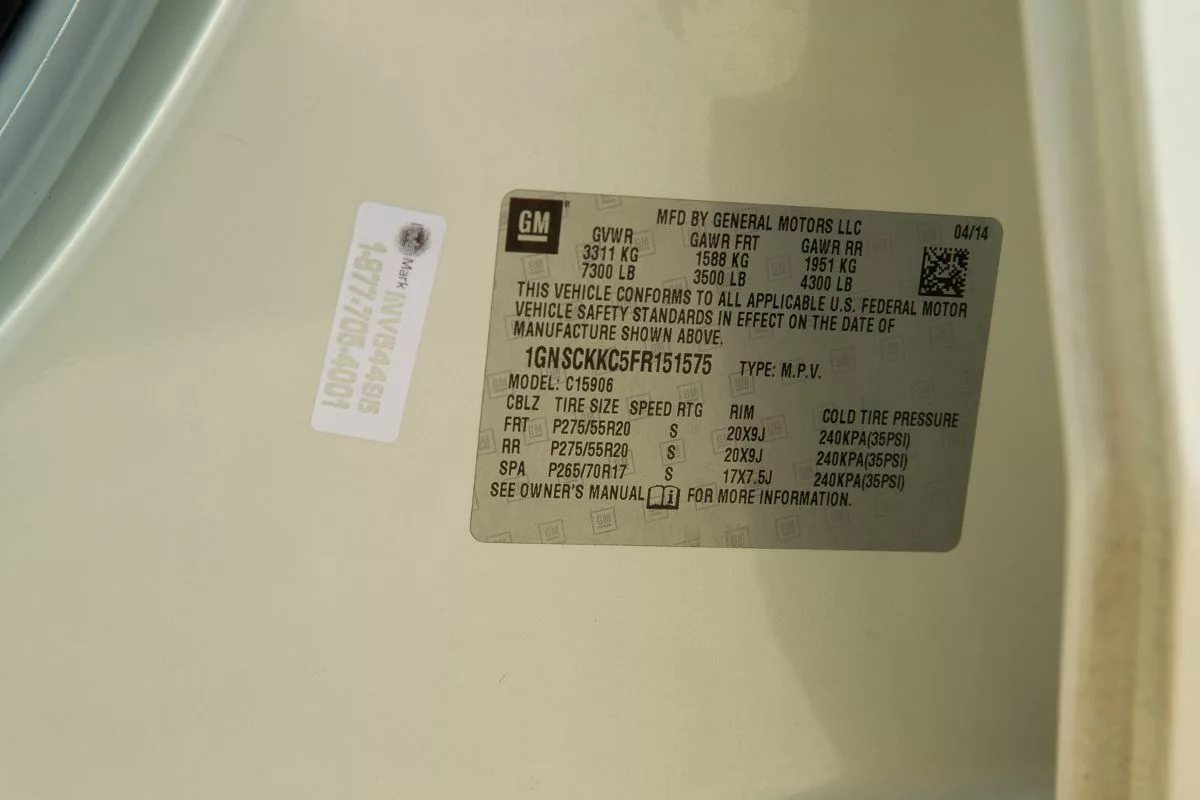 Mark
INVB4495
1-877-705-4001
GM
MFD BY GENERAL MOTORS LLC 04/14
GVWR GAWR FRT GAWR RR
3311 KG 1588 KG 1951 KG
7300 LB 3500 LB 4300 LB
THIS VEHICLE CONFORMS TO ALL APPLICABLE U.S. FEDERAL MOTOR
VEHICLE SAFETY STANDARDS IN EFFECT ON THE DATE OF
MANUFACTURE SHOWN ABOVE.
1GNSCKKC5FR151575 TYPE: M.P.V.
MODEL: C15906
CBLZ TIRE SIZE SPEED RTG RIM COLD TIRE PRESSURE
FRT P275/55R20 S 20X9J 240KPA(35PSI)
RR P275/55R20 S 20X9J 240KPA(35PSI)
SPA P265/70R17 S 17X7.5J 240KPA(35PSI)
SEE OWNER'S MANUAL i FOR MORE INFORMATION.